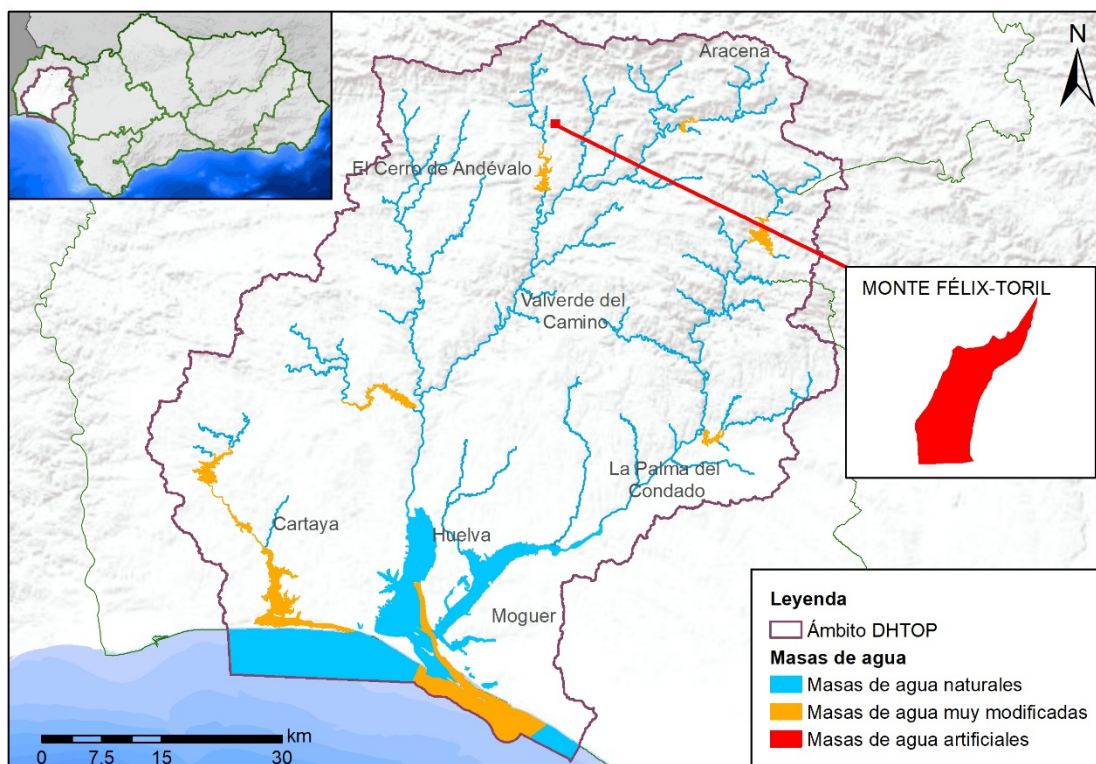 N
Aracena
El Cerro de Andévalo
MONTE FÉLIX-TORIL
Valverde del
Camino
La Palma del
Condado
Cartaya
Huelva
Moguer
Leyenda
Ámbito DHTOP
Masas de agua
Masas de agua naturales
Masas de agua muy modificadas
Masas de agua artificiales
km
0 7,5 15 30